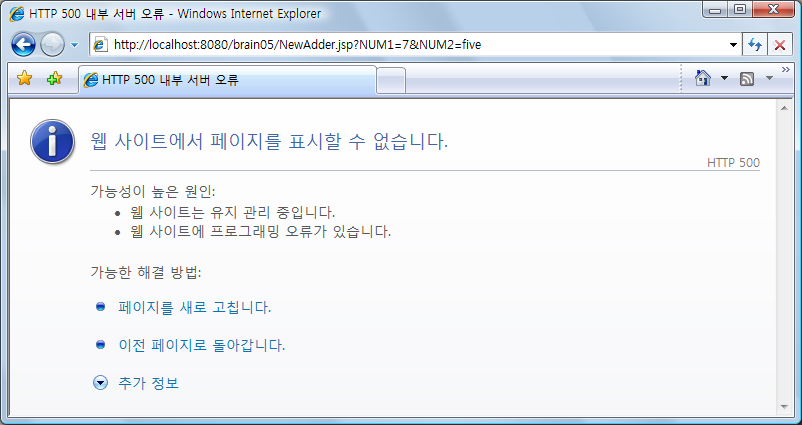 HTTP 500 내부 서버 오류 - Windows Internet Explorer
http://localhost:8080/brain05/NewAdder.jsp?NUM1=7&NUM2=five
HTTP 500 내부 서버 오류
웹 사이트에서 페이지를 표시할 수 없습니다.
HTTP 500
가능성이 높은 원인:
웹 사이트는 유지 관리 중입니다.
웹 사이트에 프로그래밍 오류가 있습니다.
가능한 해결 방법:
페이지를 새로 고칩니다.
이전 페이지로 돌아갑니다.
추가 정보